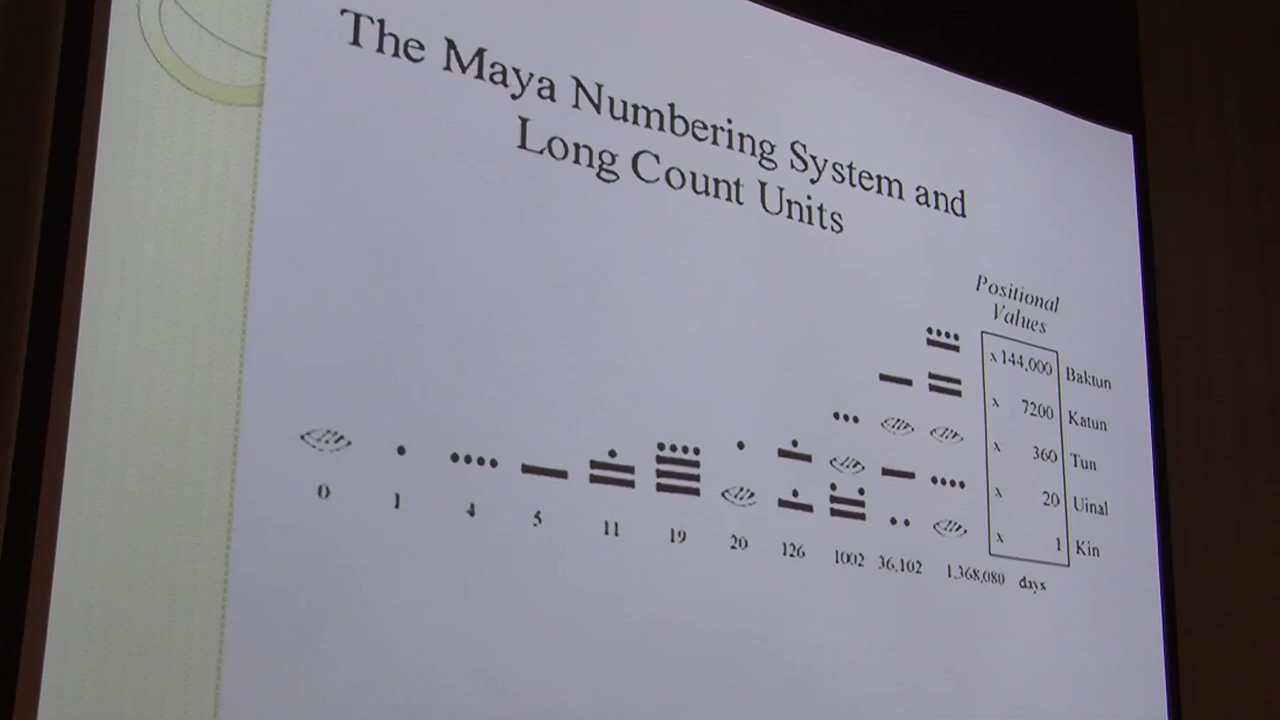 The Maya Numbering System and
Long Count Units
Positional
Values
x 144,000 Baktun
x 7200 Katun
x 360 Tun
x 20 Uinal
x 1 Kin
0 1 4 5 11 19 20 126 1002 36,102 1,368,080 days